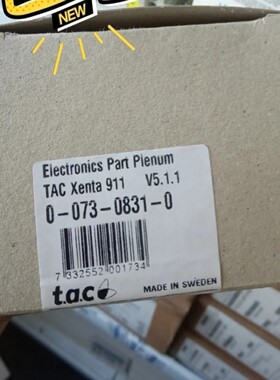 NEW
Electronics Part Plenum
TAC Xenta 911 V5.1.1
0-073-0831-0
7 332552 001734
t.a.c
MADE IN SWEDEN